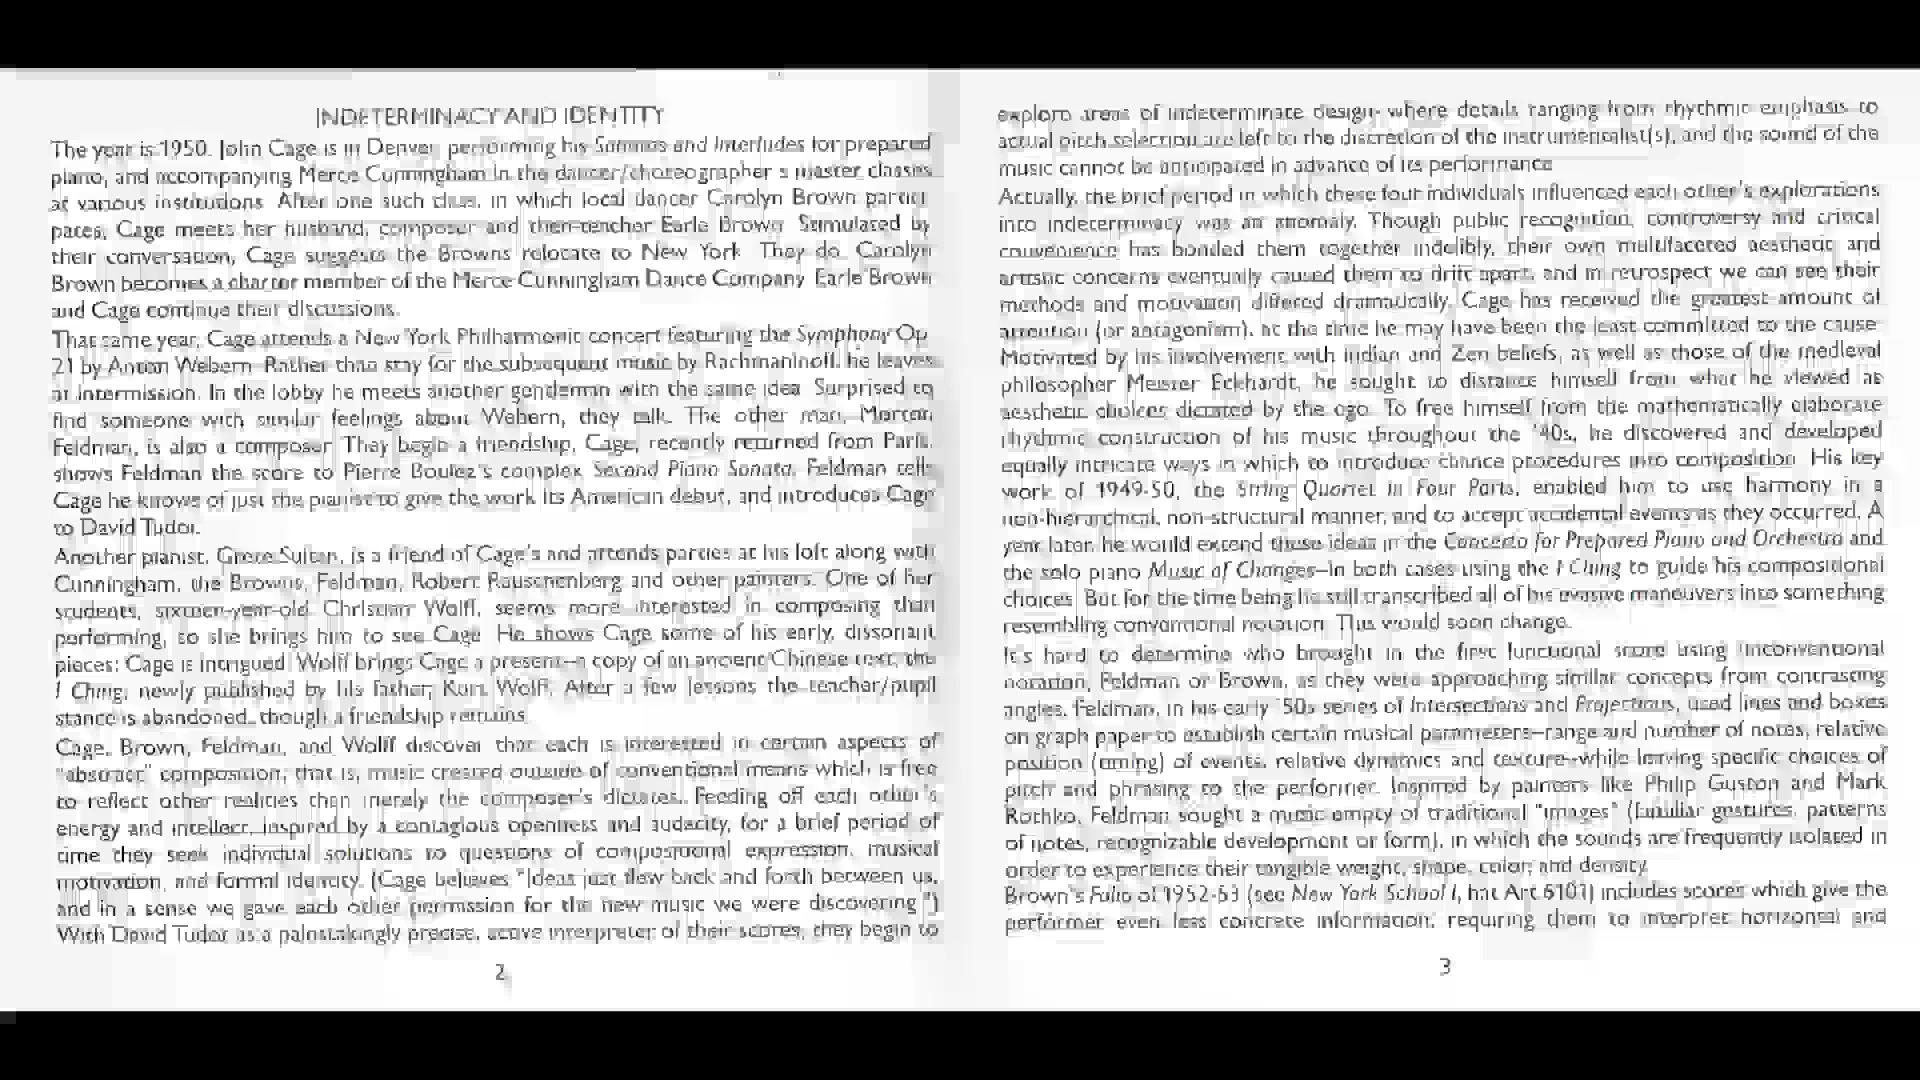 INDETERMINACY AND IDENTITY
The year is 1950. John Cage is in Denver performing his Sonatas and Interludes for prepared
piano, and accompanying Merce Cunningham in the dancer/choreographer's master classes
at various institutions. After one such class, in which local dancer Carolyn Brown partici-
pates, Cage meets her husband, composer and then-teacher Earle Brown. Stimulated by
their conversation, Cage suggests the Browns relocate to New York. They do. Carolyn
Brown becomes a charter member of the Merce Cunningham Dance Company. Earle Brown
and Cage continue their discussions.
That same year, Cage attends a New York Philharmonic concert featuring the Symphony Op.
21 by Anton Webern. Rather than stay for the subsequent music by Rachmaninoff, he leaves
at intermission. In the lobby he meets another gentleman with the same idea. Surprised to
find someone with similar feelings about Webern, they talk. The other man, Morton
Feldman, is also a composer. They begin a friendship. Cage, recently returned from Paris,
shows Feldman the score to Pierre Boulez's complex Second Piano Sonata. Feldman tells
Cage he knows of just the pianist to give the work its American debut, and introduces Cage
to David Tudor.
Another pianist, Grete Sultan, is a friend of Cage's and attends parties at his loft along with
Cunningham, the Browns, Feldman, Robert Rauschenberg and other painters. One of her
students, sixteen-year-old Christian Wolff, seems more interested in composing than
performing, so she brings him to see Cage. He shows Cage some of his early, dissonant
pieces; Cage is intrigued. Wolff brings Cage a present–a copy of an ancient Chinese text, the
I Ching, newly published by his father, Kurt Wolff. After a few lessons the teacher/pupil
stance is abandoned, though a friendship remains.
Cage, Brown, Feldman, and Wolff discover that each is interested in certain aspects of
"abstract" composition; that is, music created outside of conventional means which is free
to reflect other realities than merely the composer's dictates. Feeding off each other's
energy and intellect, inspired by a contagious openness and audacity, for a brief period of
time they seek individual solutions to questions of compositional expression, musical
motivation, and formal identity. (Cage believes "Ideas just flew back and forth between us,
and in a sense we gave each other permission for the new music we were discovering.")
With David Tudor as a painstakingly precise, active interpreter of their scores, they begin to
2
explore areas of indeterminate design–where details ranging from rhythmic emphasis to
actual pitch selection are left to the discretion of the instrumentalist(s), and the sound of the
music cannot be anticipated in advance of its performance.
Actually, the brief period in which these four individuals influenced each other's explorations
into indeterminacy was an anomaly. Though public recognition, controversy and critical
convenience has bonded them together indelibly, their own multifaceted aesthetic and
artistic concerns eventually caused them to drift apart, and in retrospect we can see their
methods and motivation differed dramatically. Cage has received the greatest amount of
attention (or antagonism), at the time he may have been the least committed to the cause.
Motivated by his involvement with Indian and Zen beliefs, as well as those of the medieval
philosopher Meister Eckhardt, he sought to distance himself from what he viewed as
aesthetic choices dictated by the ego. To free himself from the mathematically elaborate
rhythmic construction of his music throughout the '40s, he discovered and developed
equally intricate ways in which to introduce chance procedures into composition. His key
work of 1949-50, the String Quartet in Four Parts, enabled him to use harmony in a
non-hierarchical, non-structural manner, and to accept accidental events as they occurred. A
year later, he would extend these ideas in the Concerto for Prepared Piano and Orchestra and
the solo piano Music of Changes–in both cases using the I Ching to guide his compositional
choices. But for the time being he still transcribed all of his evasive maneuvers into something
resembling conventional notation. This would soon change.
It's hard to determine who brought in the first functional score using unconventional
notation, Feldman or Brown, as they were approaching similar concepts from contrasting
angles. Feldman, in his early '50s series of Intersections and Projections, used lines and boxes
on graph paper to establish certain musical parameters–range and number of notes, relative
position (timing) of events, relative dynamics and texture–while leaving specific choices of
pitch and phrasing to the performer. Inspired by painters like Philip Guston and Mark
Rothko, Feldman sought a music empty of traditional "images" (familiar gestures, patterns
of notes, recognizable development or form), in which the sounds are frequently isolated in
order to experience their tangible weight, shape, color, and density.
Brown's Folio of 1952-53 (see New York School I, hat Art 6101) includes scores which give the
performer even less concrete information, requiring them to interpret horizontal and
3